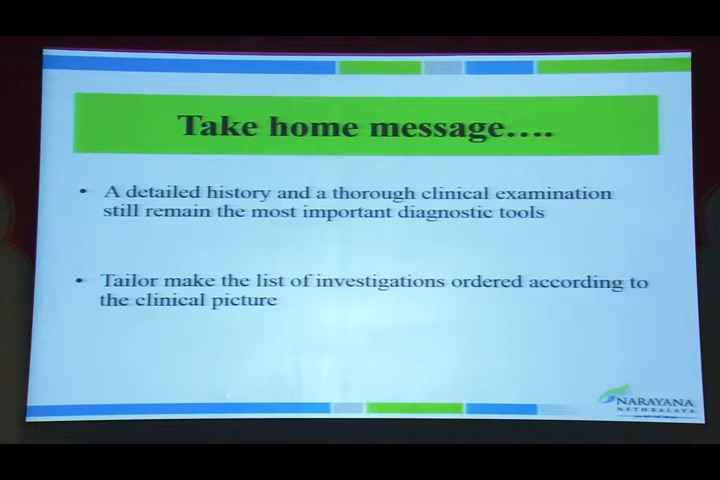 Take home message....
• A detailed history and a thorough clinical examination
still remain the most important diagnostic tools
• Tailor make the list of investigations ordered according to
the clinical picture
NARAYANA
NETHRALAYA